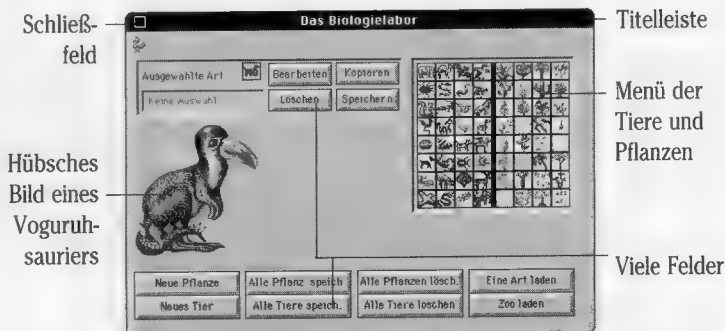 Das Biologielabor
Schließ-
feld
Titelleiste
Ausgewählte Art
Bearbeiten
Kopieren
Keine Auswahl
Löschen
Speichern
Menü der
Tiere und
Pflanzen
Hübsches
Bild eines
Voguruh-
sauriers
Viele Felder
Neue Pflanze
Alle Pflanz speich
Alle Pflanzen lösch.
Eine Art laden
Neues Tier
Alle Tiere speich.
Alle Tiere loschen
Zoo laden